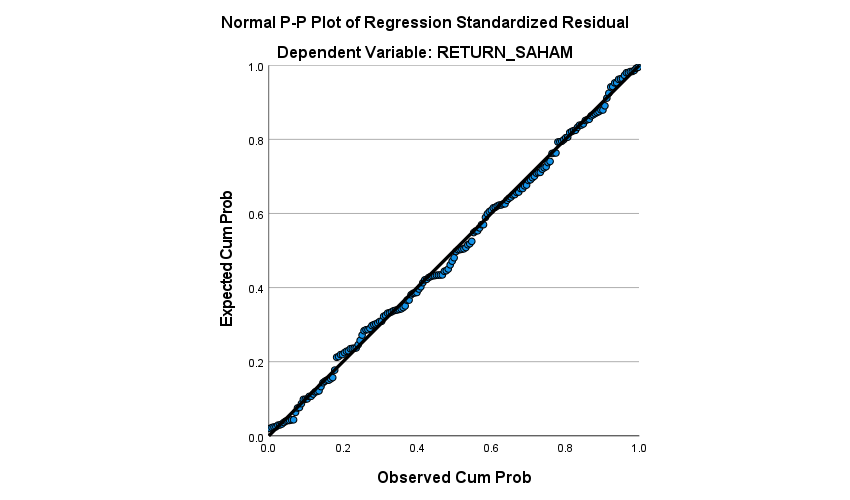 Normal P-P Plot of Regression Standardized Residual
Dependent Variable: RETURN_SAHAM
1.0
0.8
0.6
0.4
0.2
0.0
Expected Cum Prob
0.0 0.2 0.4 0.6 0.8 1.0
Observed Cum Prob